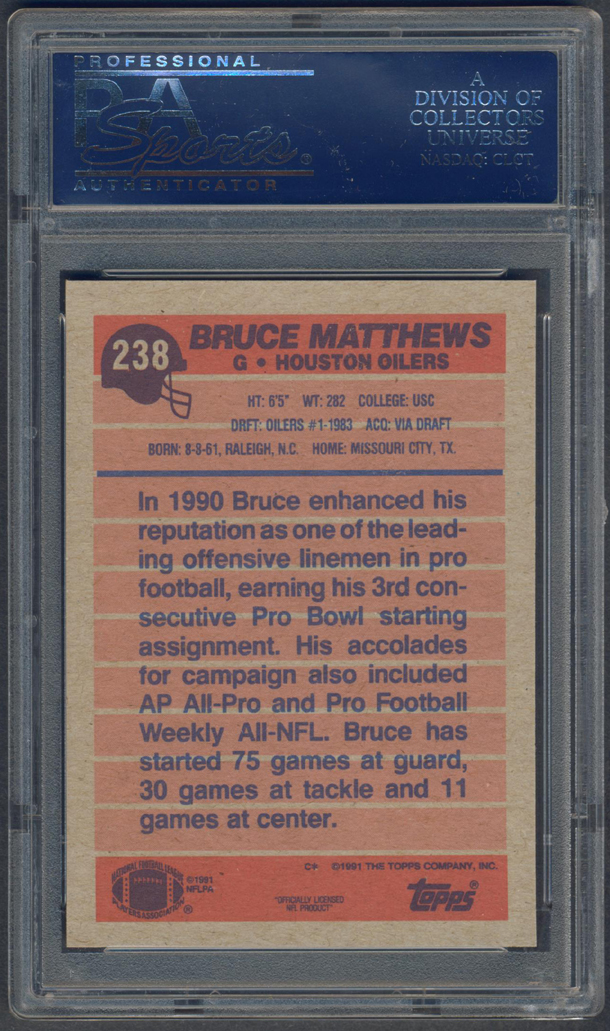 PROFESSIONAL
PSA
Sports®
AUTHENTICATOR
A
DIVISION OF
COLLECTORS
UNIVERSE
NASDAQ: CLCT
238
BRUCE MATTHEWS
G • HOUSTON OILERS
HT: 6'5" WT: 282 COLLEGE: USC
DRFT: OILERS #1-1983 ACQ: VIA DRAFT
BORN: 8-8-61, RALEIGH, N.C. HOME: MISSOURI CITY, TX.
In 1990 Bruce enhanced his
reputation as one of the lead-
ing offensive linemen in pro
football, earning his 3rd con-
secutive Pro Bowl starting
assignment. His accolades
for campaign also included
AP All-Pro and Pro Football
Weekly All-NFL. Bruce has
started 75 games at guard,
30 games at tackle and 11
games at center.
NATIONAL FOOTBALL LEAGUE
PLAYERS ASSOCIATION
®
©1991
NFLPA
"OFFICIALLY LICENSED
NFL PRODUCT"
C* ©1991 THE TOPPS COMPANY, INC.
topps®